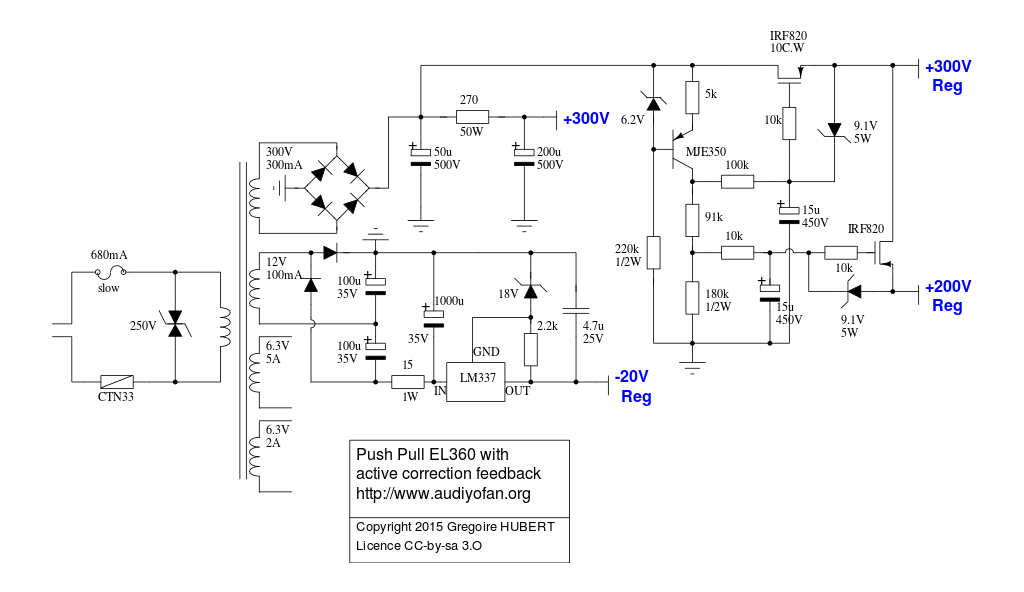 IRF820
10C.W
+300V
Reg
270
50W
+300V
6.2V
5k
10k
9.1V
5W
50u
500V
200u
500V
MJE350
300V
300mA
100k
91k
15u
450V
IRF820
10k
220k
1/2W
10k
680mA
slow
12V
100mA
100u
35V
1000u
35V
18V
4.7u
25V
180k
1/2W
15u
450V
9.1V
5W
+200V
Reg
250V
2.2k
6.3V
5A
100u
35V
15
1W
GND
LM337
IN
OUT
-20V
Reg
CTN33
6.3V
2A
Push Pull EL360 with
active correction feedback
http://www.audiyofan.org
Copyright 2015 Gregoire HUBERT
Licence CC-by-sa 3.O